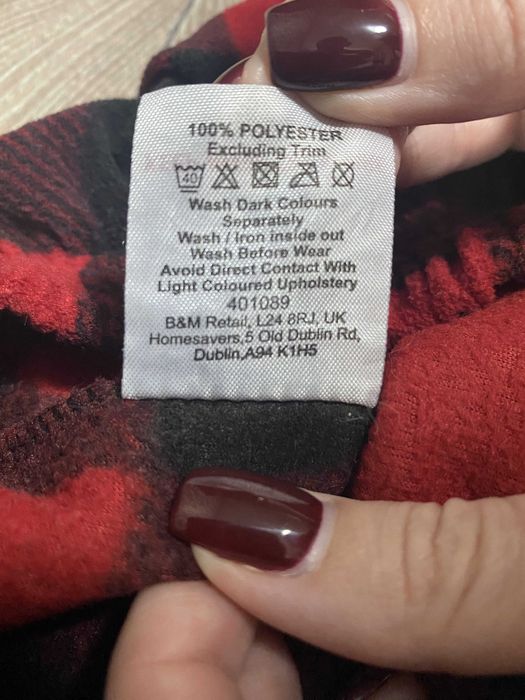 100% POLYESTER
Excluding Trim
40
Wash Dark Colours
Separately
Wash / Iron inside out
Wash Before Wear
Avoid Direct Contact With
Light Coloured Upholstery
401089
B&M Retail, L24 8RJ, UK
Homesavers,5 Old Dublin Rd,
Dublin,A94 K1H5